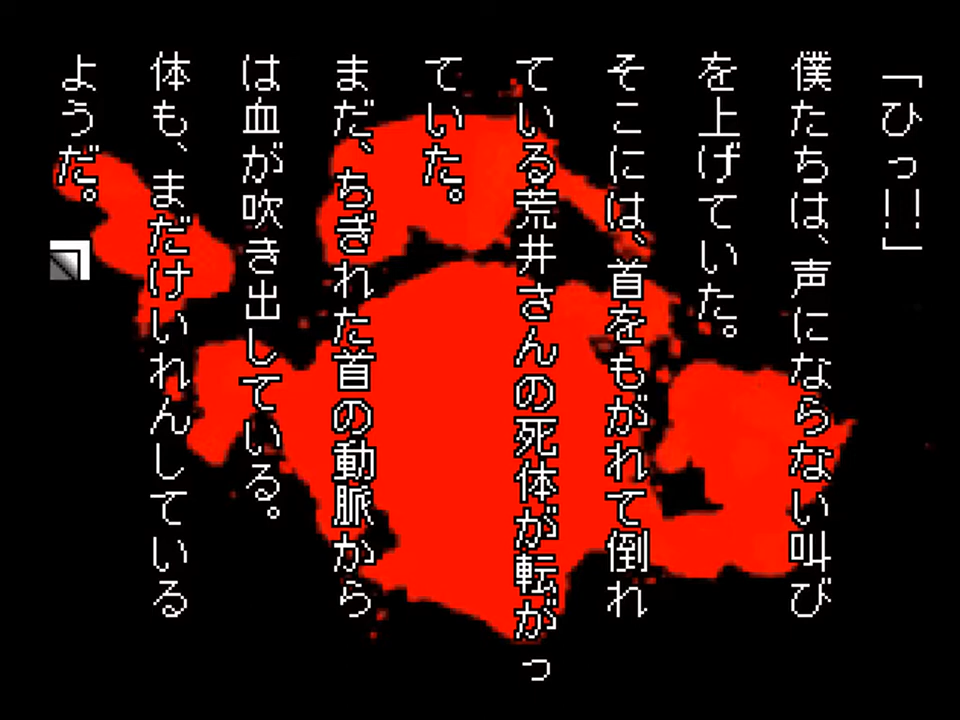 「ひっ!!」
僕たちは、声にならない叫び
を上げていた。
そこには、首をもがれて倒れ
ている荒井さんの死体が転がっ
ていた。
まだ、ちぎれた首の動脈から
は血が吹き出している。
体も、まだけいれんしている
ようだ。